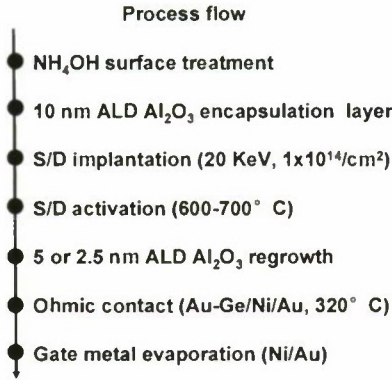 Process flow
NH₄OH surface treatment
10 nm ALD Al₂O₃ encapsulation layer
S/D implantation (20 KeV, 1x10¹⁴/cm²)
S/D activation (600-700° C)
5 or 2.5 nm ALD Al₂O₃ regrowth
Ohmic contact (Au-Ge/Ni/Au, 320° C)
Gate metal evaporation (Ni/Au)